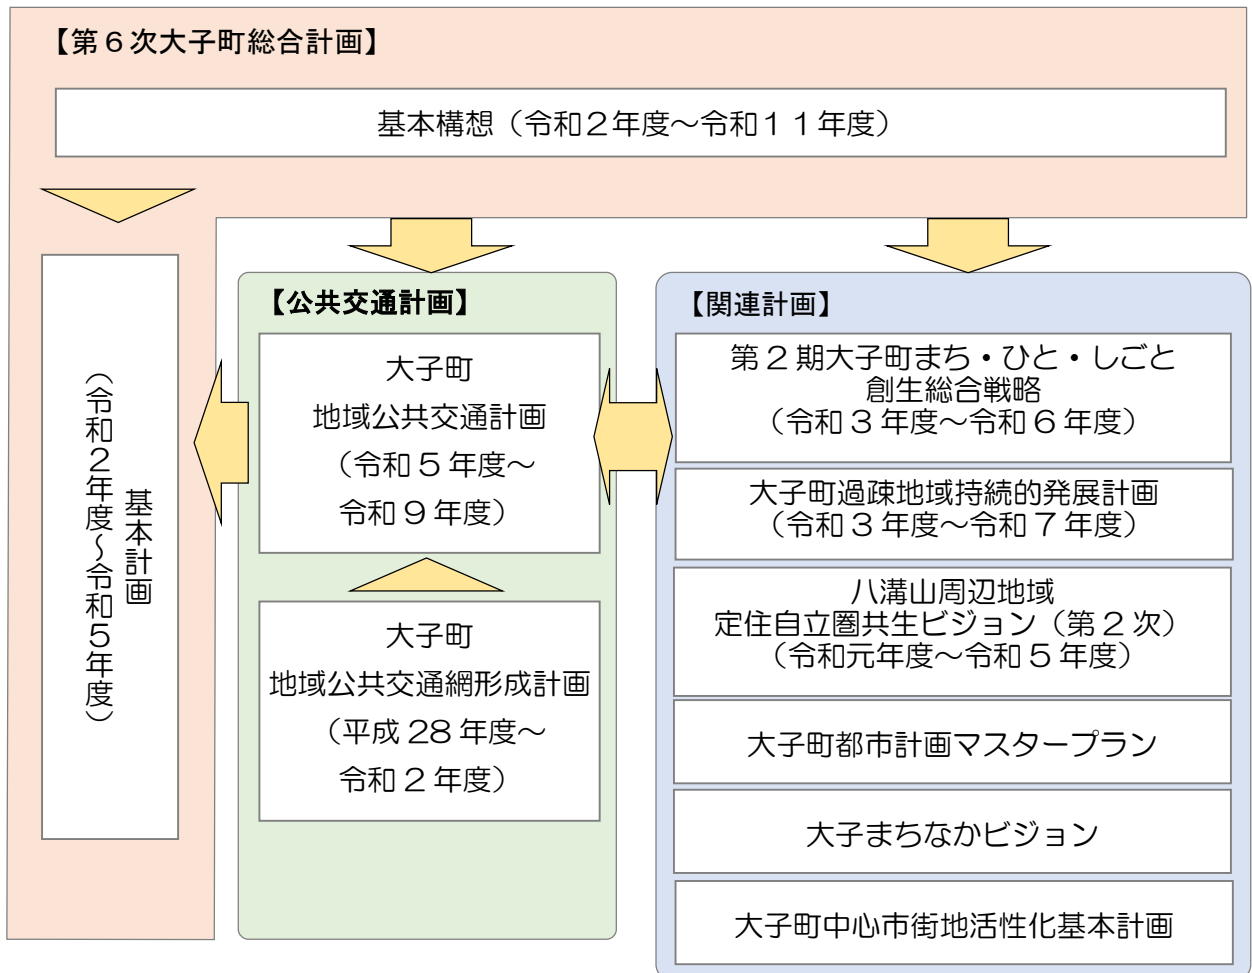 【第６次大子町総合計画】
基本構想（令和２年度～令和１１年度）
基本計画
（令和２年度～令和５年度）
【公共交通計画】
大子町
地域公共交通計画
（令和５年度～
令和９年度）
大子町
地域公共交通網形成計画
（平成 28 年度～
令和２年度）
【関連計画】
第２期大子町まち・ひと・しごと
創生総合戦略
（令和３年度～令和６年度）
大子町過疎地域持続的発展計画
（令和３年度～令和７年度）
八溝山周辺地域
定住自立圏共生ビジョン（第２次）
（令和元年度～令和５年度）
大子町都市計画マスタープラン
大子まちなかビジョン
大子町中心市街地活性化基本計画